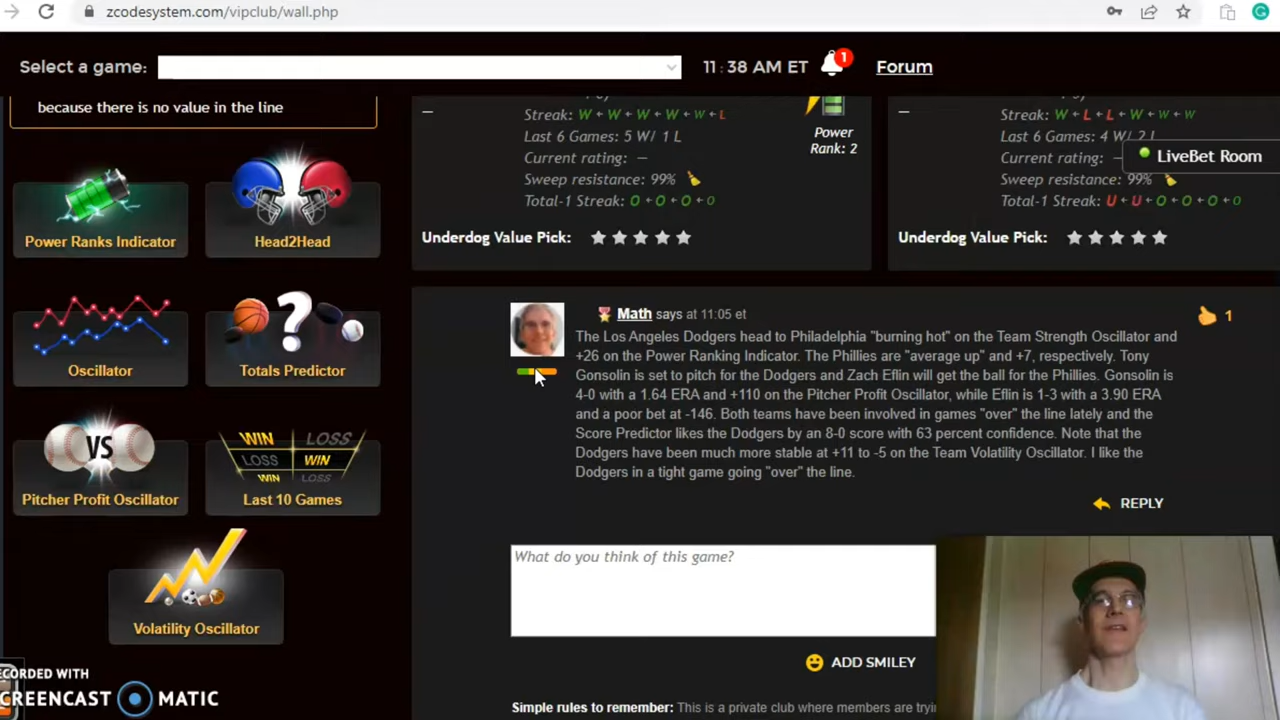 zcodesystem.com/vipclub/wall.php
Select a game:
11:38 AM ET
1
Forum
because there is no value in the line
Power Ranks Indicator
Head2Head
Oscillator
Totals Predictor
VS
Pitcher Profit Oscillator
WIN LOSS
LOSS WIN
WIN LOSS
Last 10 Games
Volatility Oscillator
Streak: W ← W ← W ← W ← W ← L
Last 6 Games: 5 W/ 1 L
Current rating: —
Sweep resistance: 99%
Total-1 Streak: O ← O ← O ← O
Power
Rank: 2
Underdog Value Pick:
Streak: W ← L ← L ← W ← W ← W
Last 6 Games: 4 W/ 2 L
Current rating: —
LiveBet Room
Sweep resistance: 99%
Total-1 Streak: U ← U ← O ← O ← O ← O
Underdog Value Pick:
Math says at 11:05 et
1
The Los Angeles Dodgers head to Philadelphia "burning hot" on the Team Strength Oscillator and
+26 on the Power Ranking Indicator. The Phillies are "average up" and +7, respectively. Tony
Gonsolin is set to pitch for the Dodgers and Zach Eflin will get the ball for the Phillies. Gonsolin is
4-0 with a 1.64 ERA and +110 on the Pitcher Profit Oscillator, while Eflin is 1-3 with a 3.90 ERA
and a poor bet at -146. Both teams have been involved in games "over" the line lately and the
Score Predictor likes the Dodgers by an 8-0 score with 63 percent confidence. Note that the
Dodgers have been much more stable at +11 to -5 on the Team Volatility Oscillator. I like the
Dodgers in a tight game going "over" the line.
REPLY
What do you think of this game?
ADD SMILEY
Simple rules to remember: This is a private club where members are tryi
RECORDED WITH
SCREENCAST MATIC